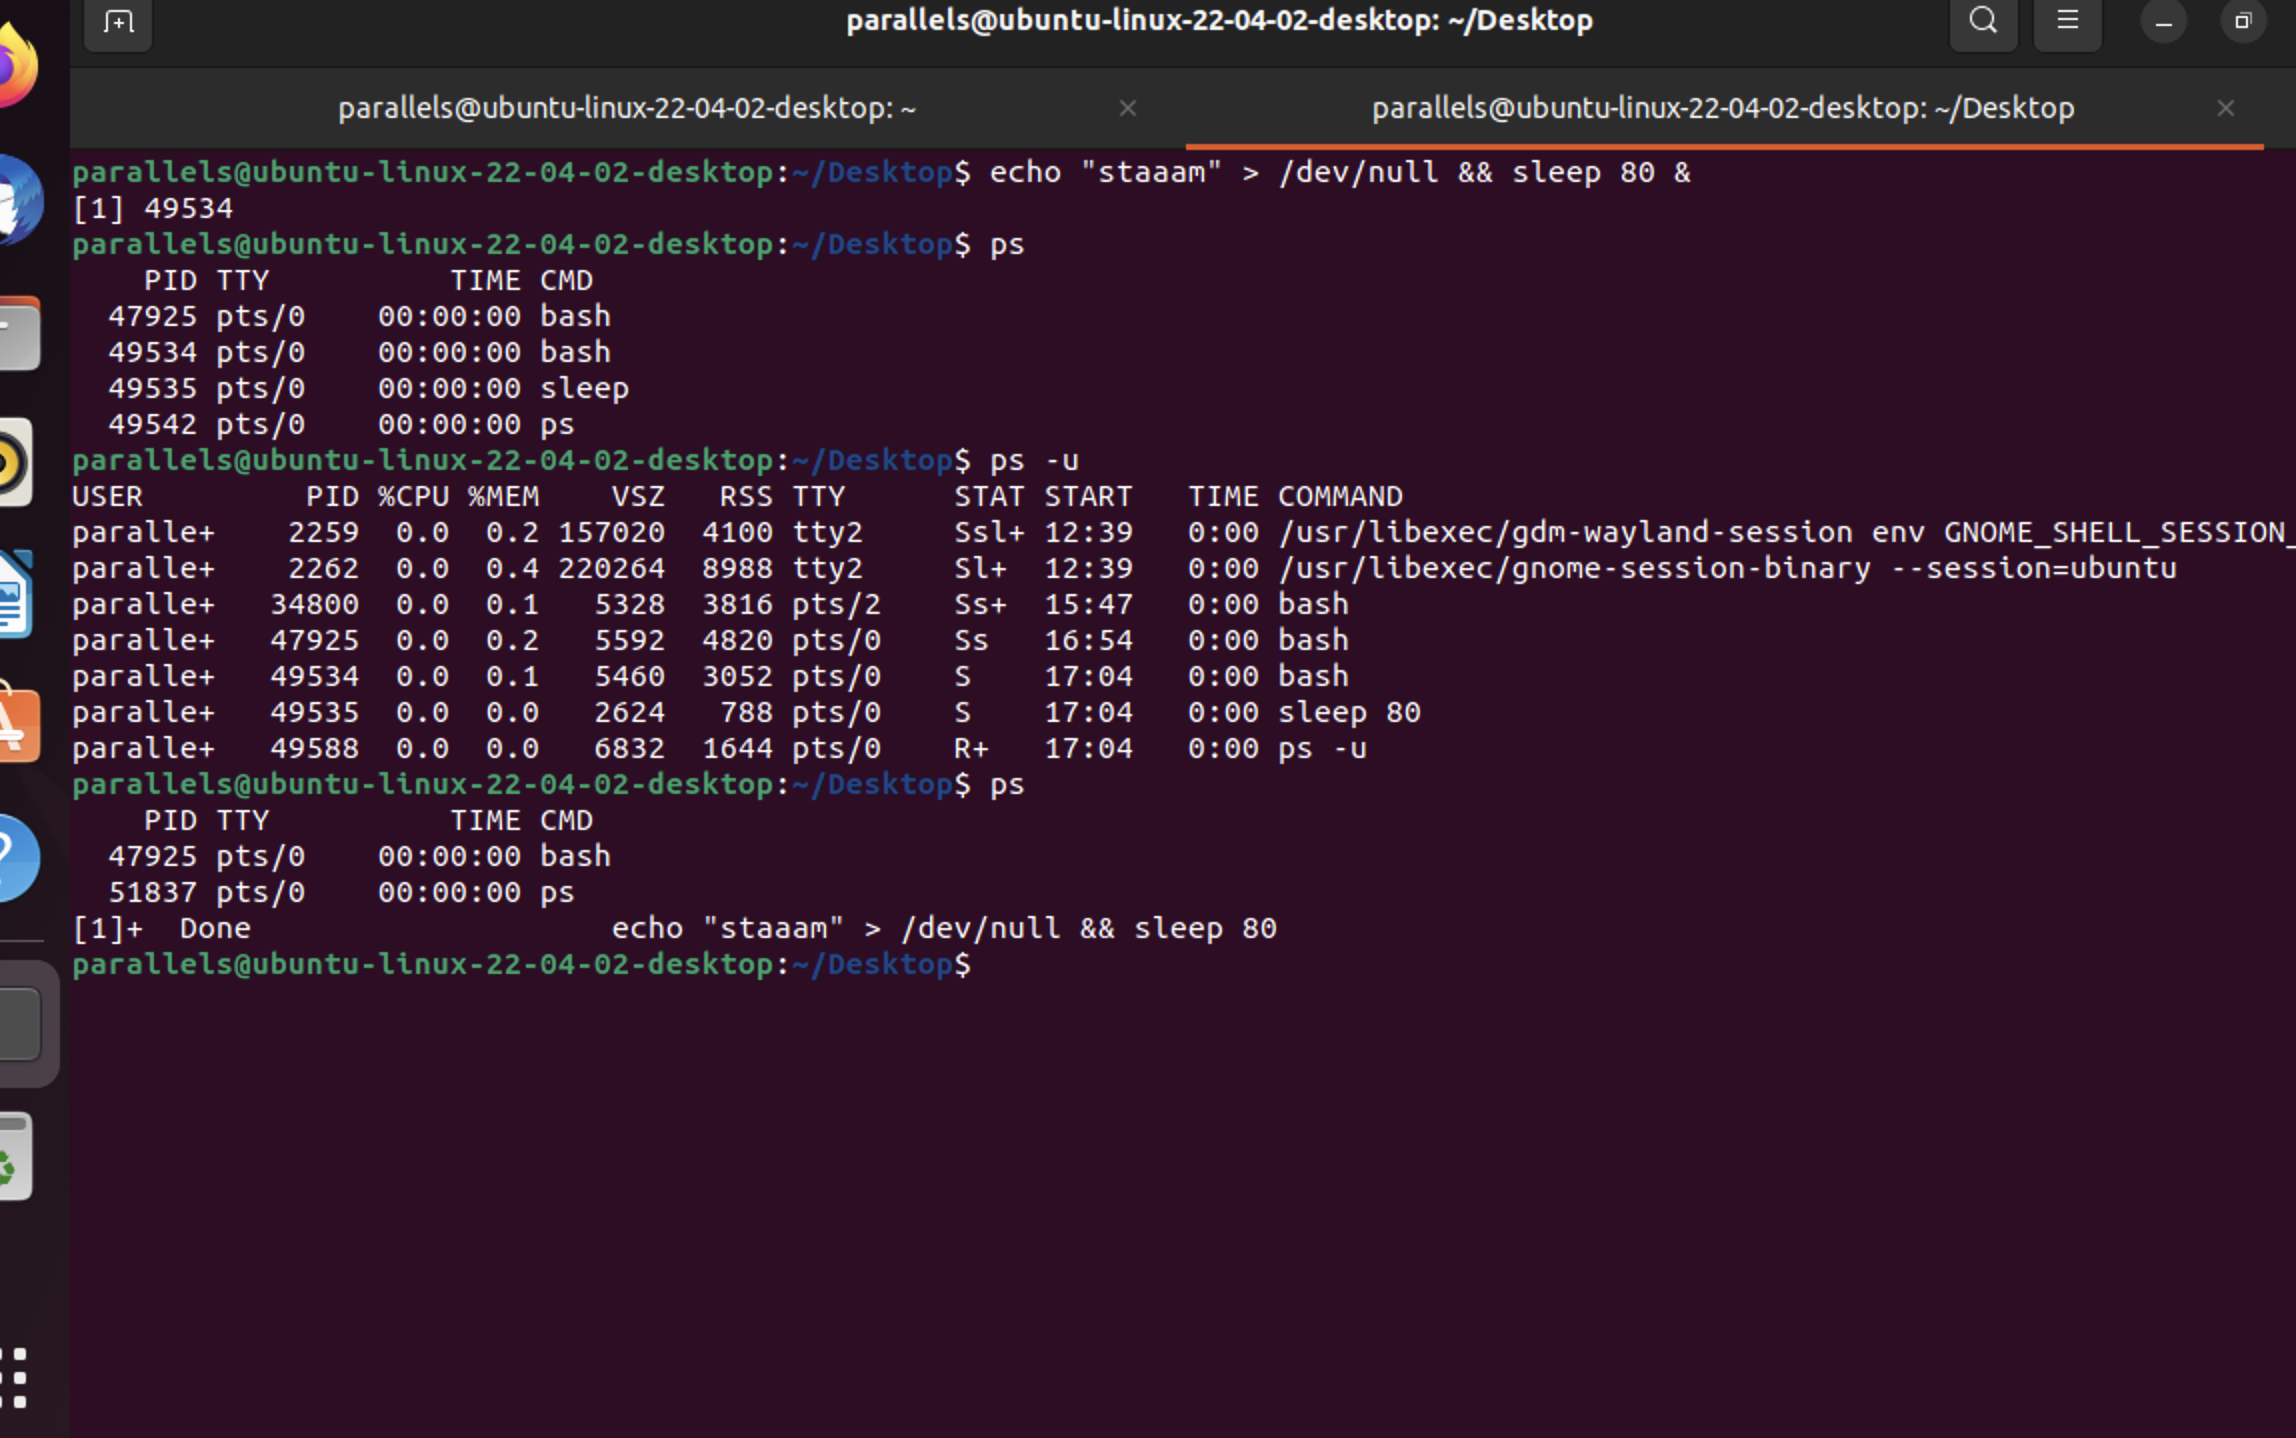 parallels@ubuntu-linux-22-04-02-desktop: ~/Desktop
parallels@ubuntu-linux-22-04-02-desktop: ~
parallels@ubuntu-linux-22-04-02-desktop: ~/Desktop
parallels@ubuntu-linux-22-04-02-desktop:~/Desktop$ echo "staaam" > /dev/null && sleep 80 &
[1] 49534
parallels@ubuntu-linux-22-04-02-desktop:~/Desktop$ ps
    PID TTY          TIME CMD
  47925 pts/0    00:00:00 bash
  49534 pts/0    00:00:00 bash
  49535 pts/0    00:00:00 sleep
  49542 pts/0    00:00:00 ps
parallels@ubuntu-linux-22-04-02-desktop:~/Desktop$ ps -u
USER         PID %CPU %MEM    VSZ   RSS TTY      STAT START   TIME COMMAND
paralle+    2259  0.0  0.2 157020  4100 tty2     Ssl+ 12:39   0:00 /usr/libexec/gdm-wayland-session env GNOME_SHELL_SESSION_
paralle+    2262  0.0  0.4 220264  8988 tty2     Sl+  12:39   0:00 /usr/libexec/gnome-session-binary --session=ubuntu
paralle+   34800  0.0  0.1   5328  3816 pts/2    Ss+  15:47   0:00 bash
paralle+   47925  0.0  0.2   5592  4820 pts/0    Ss   16:54   0:00 bash
paralle+   49534  0.0  0.1   5460  3052 pts/0    S    17:04   0:00 bash
paralle+   49535  0.0  0.0   2624   788 pts/0    S    17:04   0:00 sleep 80
paralle+   49588  0.0  0.0   6832  1644 pts/0    R+   17:04   0:00 ps -u
parallels@ubuntu-linux-22-04-02-desktop:~/Desktop$ ps
    PID TTY          TIME CMD
  47925 pts/0    00:00:00 bash
  51837 pts/0    00:00:00 ps
[1]+  Done                    echo "staaam" > /dev/null && sleep 80
parallels@ubuntu-linux-22-04-02-desktop:~/Desktop$